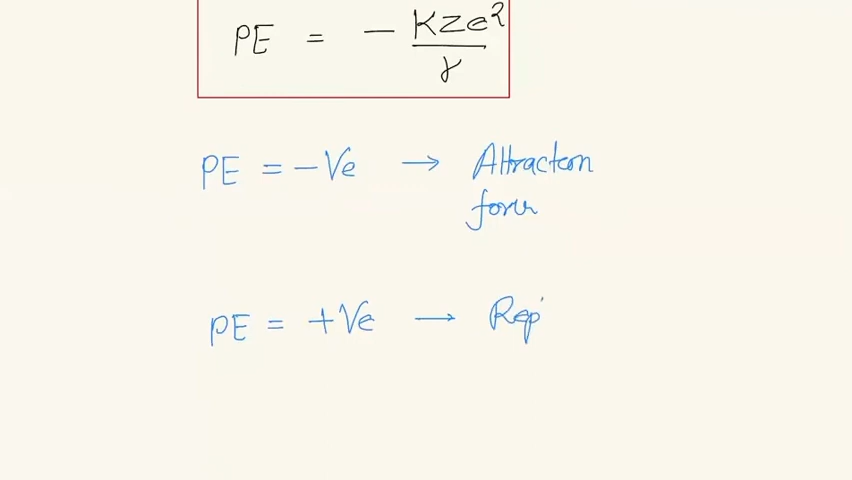 PE = - KZe²/r
PE = -Ve → Attraction
force
PE = +Ve → Rep